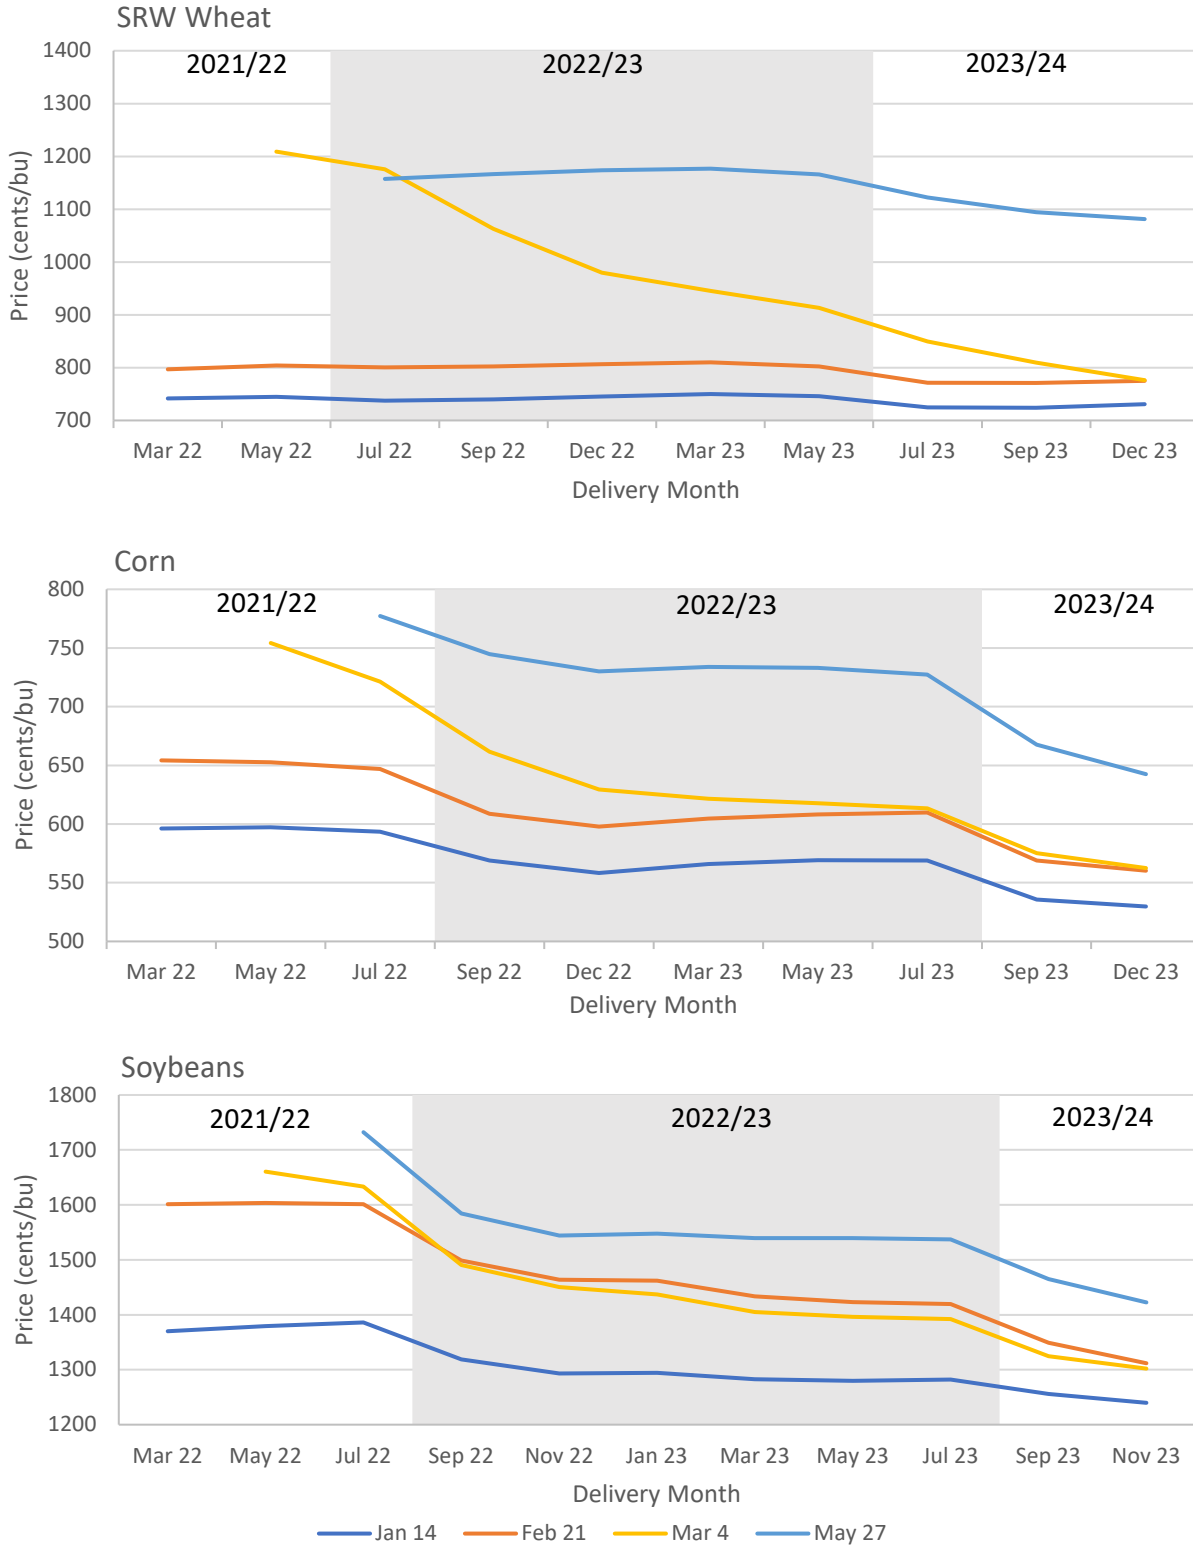 SRW Wheat
1400
1300
1200
1100
1000
900
800
700
Price (cents/bu)
2021/22 2022/23 2023/24
Mar 22 May 22 Jul 22 Sep 22 Dec 22 Mar 23 May 23 Jul 23 Sep 23 Dec 23
Delivery Month
Corn
800
750
700
650
600
550
500
Price (cents/bu)
2021/22 2022/23 2023/24
Mar 22 May 22 Jul 22 Sep 22 Dec 22 Mar 23 May 23 Jul 23 Sep 23 Dec 23
Delivery Month
Soybeans
1800
1700
1600
1500
1400
1300
1200
Price (cents/bu)
2021/22 2022/23 2023/24
Mar 22 May 22 Jul 22 Sep 22 Nov 22 Jan 23 Mar 23 May 23 Jul 23 Sep 23 Nov 23
Delivery Month
Jan 14 Feb 21 Mar 4 May 27